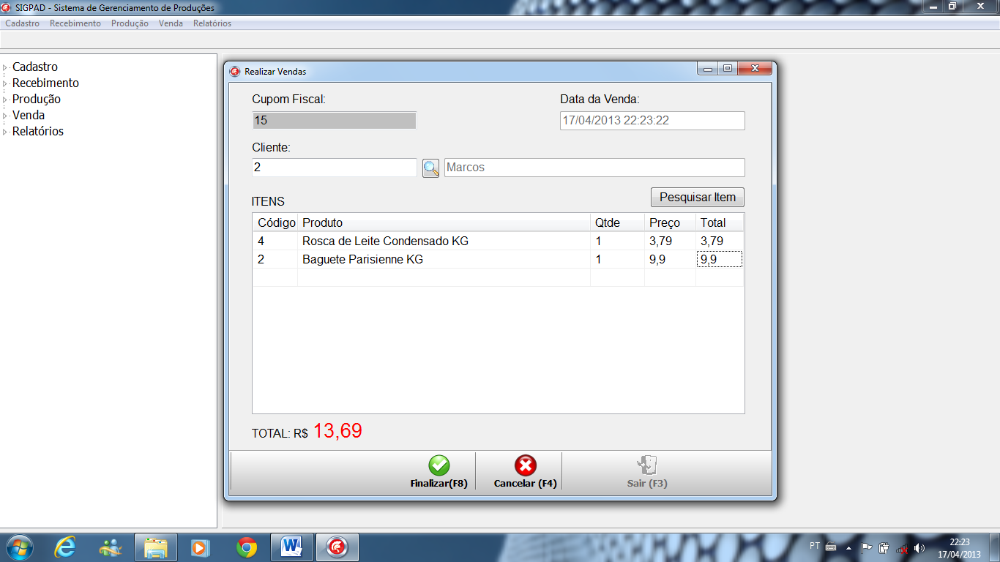 SIGPAD - Sistema de Gerenciamento de Produções
Cadastro Recebimento Produção Venda Relatórios
Cadastro
Recebimento
Produção
Venda
Relatórios
Realizar Vendas
Cupom Fiscal: Data da Venda:
15 17/04/2013 22:23:22
Cliente:
2 Marcos
ITENS Pesquisar Item
Código Produto Qtde Preço Total
4 Rosca de Leite Condensado KG 1 3,79 3,79
2 Baguete Parisienne KG 1 9,9 9,9
TOTAL: R$ 13,69
Finalizar(F8) Cancelar (F4) Sair (F3)
PT 22:23
17/04/2013